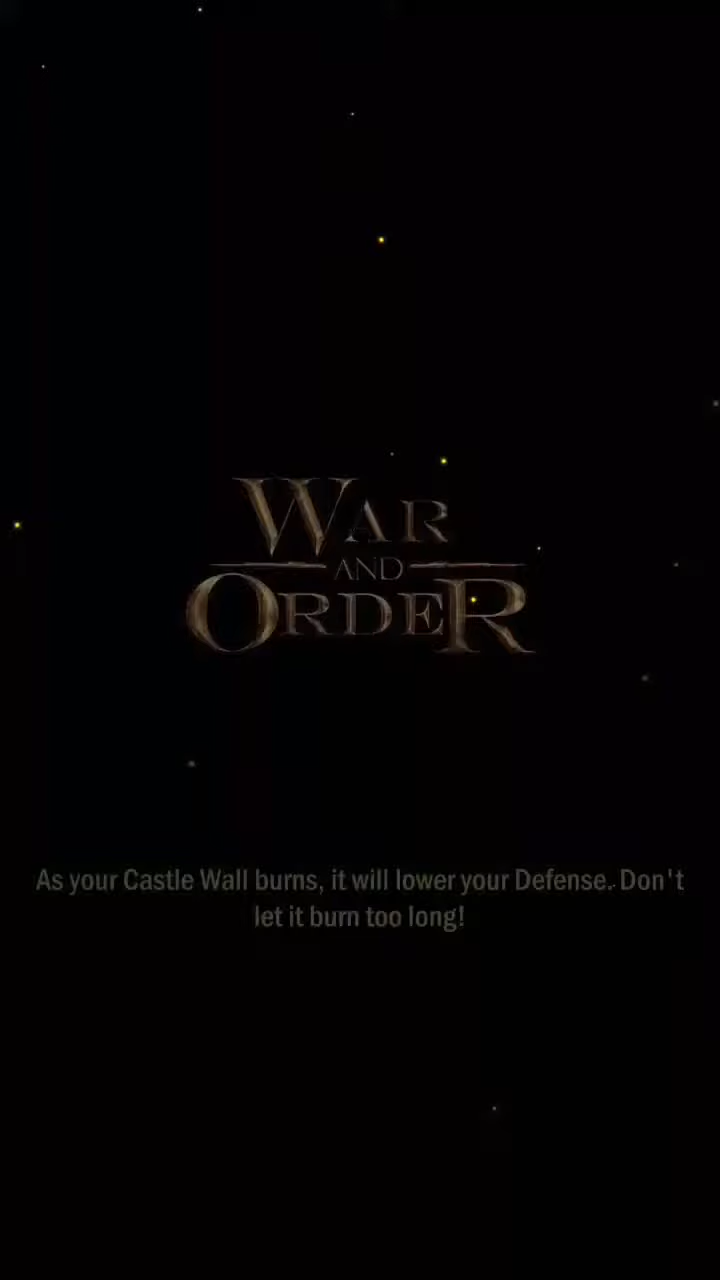 WAR
AND
ORDER
As your Castle Wall burns, it will lower your Defense. Don't
let it burn too long!